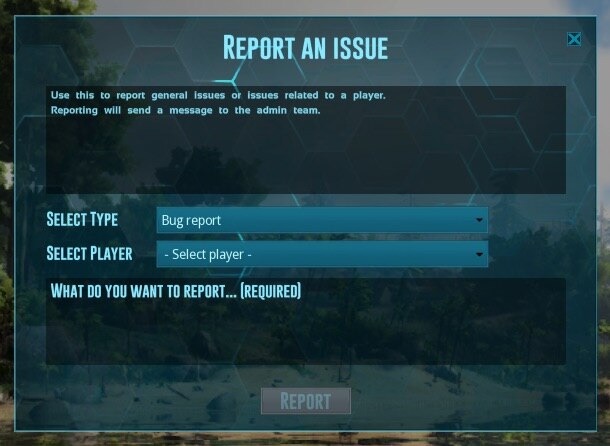 REPORT AN ISSUE
Use this to report general issues or issues related to a player.
Reporting will send a message to the admin team.
SELECT TYPE
Bug report
SELECT PLAYER
- Select player -
WHAT DO YOU WANT TO REPORT... (REQUIRED)
REPORT